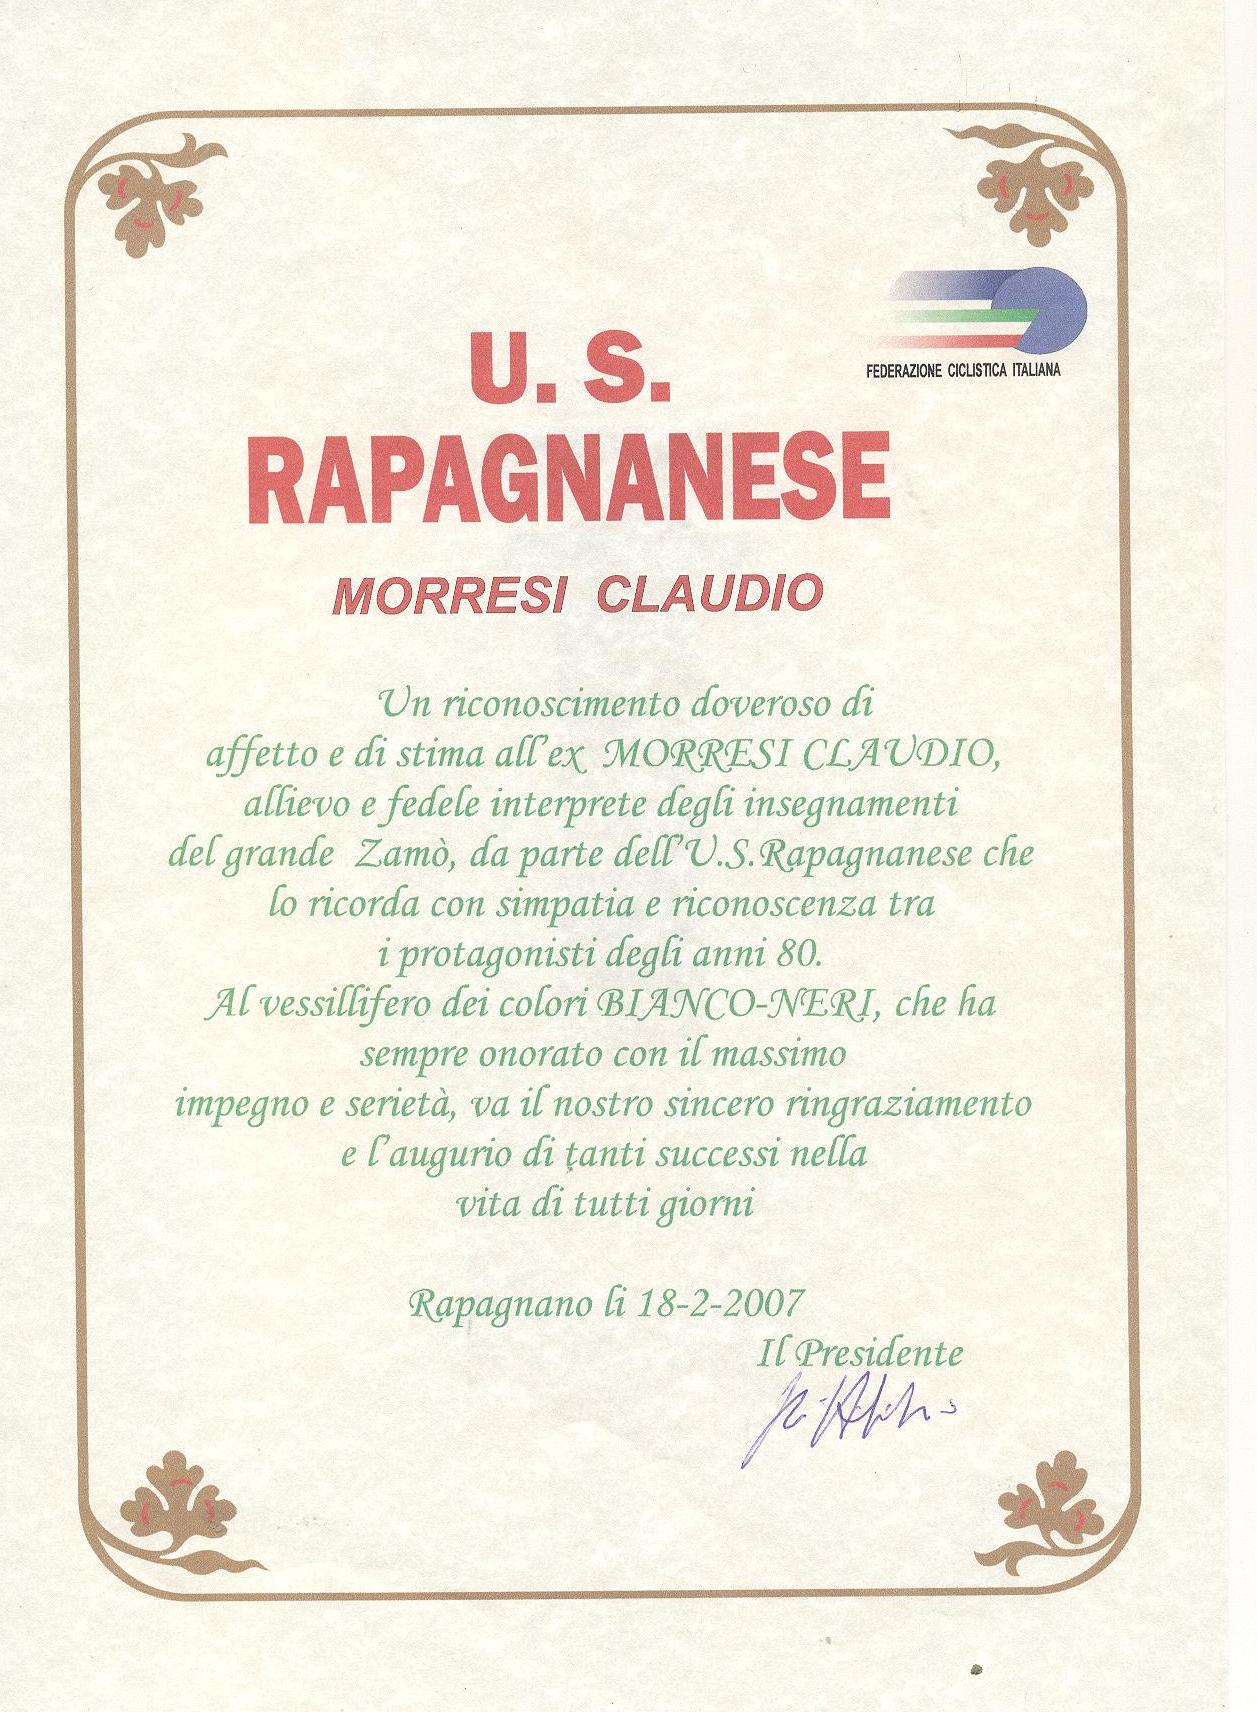 FEDERAZIONE CICLISTICA ITALIANA
U. S.
RAPAGNANESE
MORRESI CLAUDIO
Un riconoscimento doveroso di
affetto e di stima all'ex MORRESI CLAUDIO,
allievo e fedele interprete degli insegnamenti
del grande Zamò, da parte dell'U.S.Rapagnanese che
lo ricorda con simpatia e riconoscenza tra
i protagonisti degli anni 80.
Al vessillifero dei colori BIANCO-NERI, che ha
sempre onorato con il massimo
impegno e serietà, va il nostro sincero ringraziamento
e l'augurio di tanti successi nella
vita di tutti giorni
Rapagnano li 18-2-2007
Il Presidente